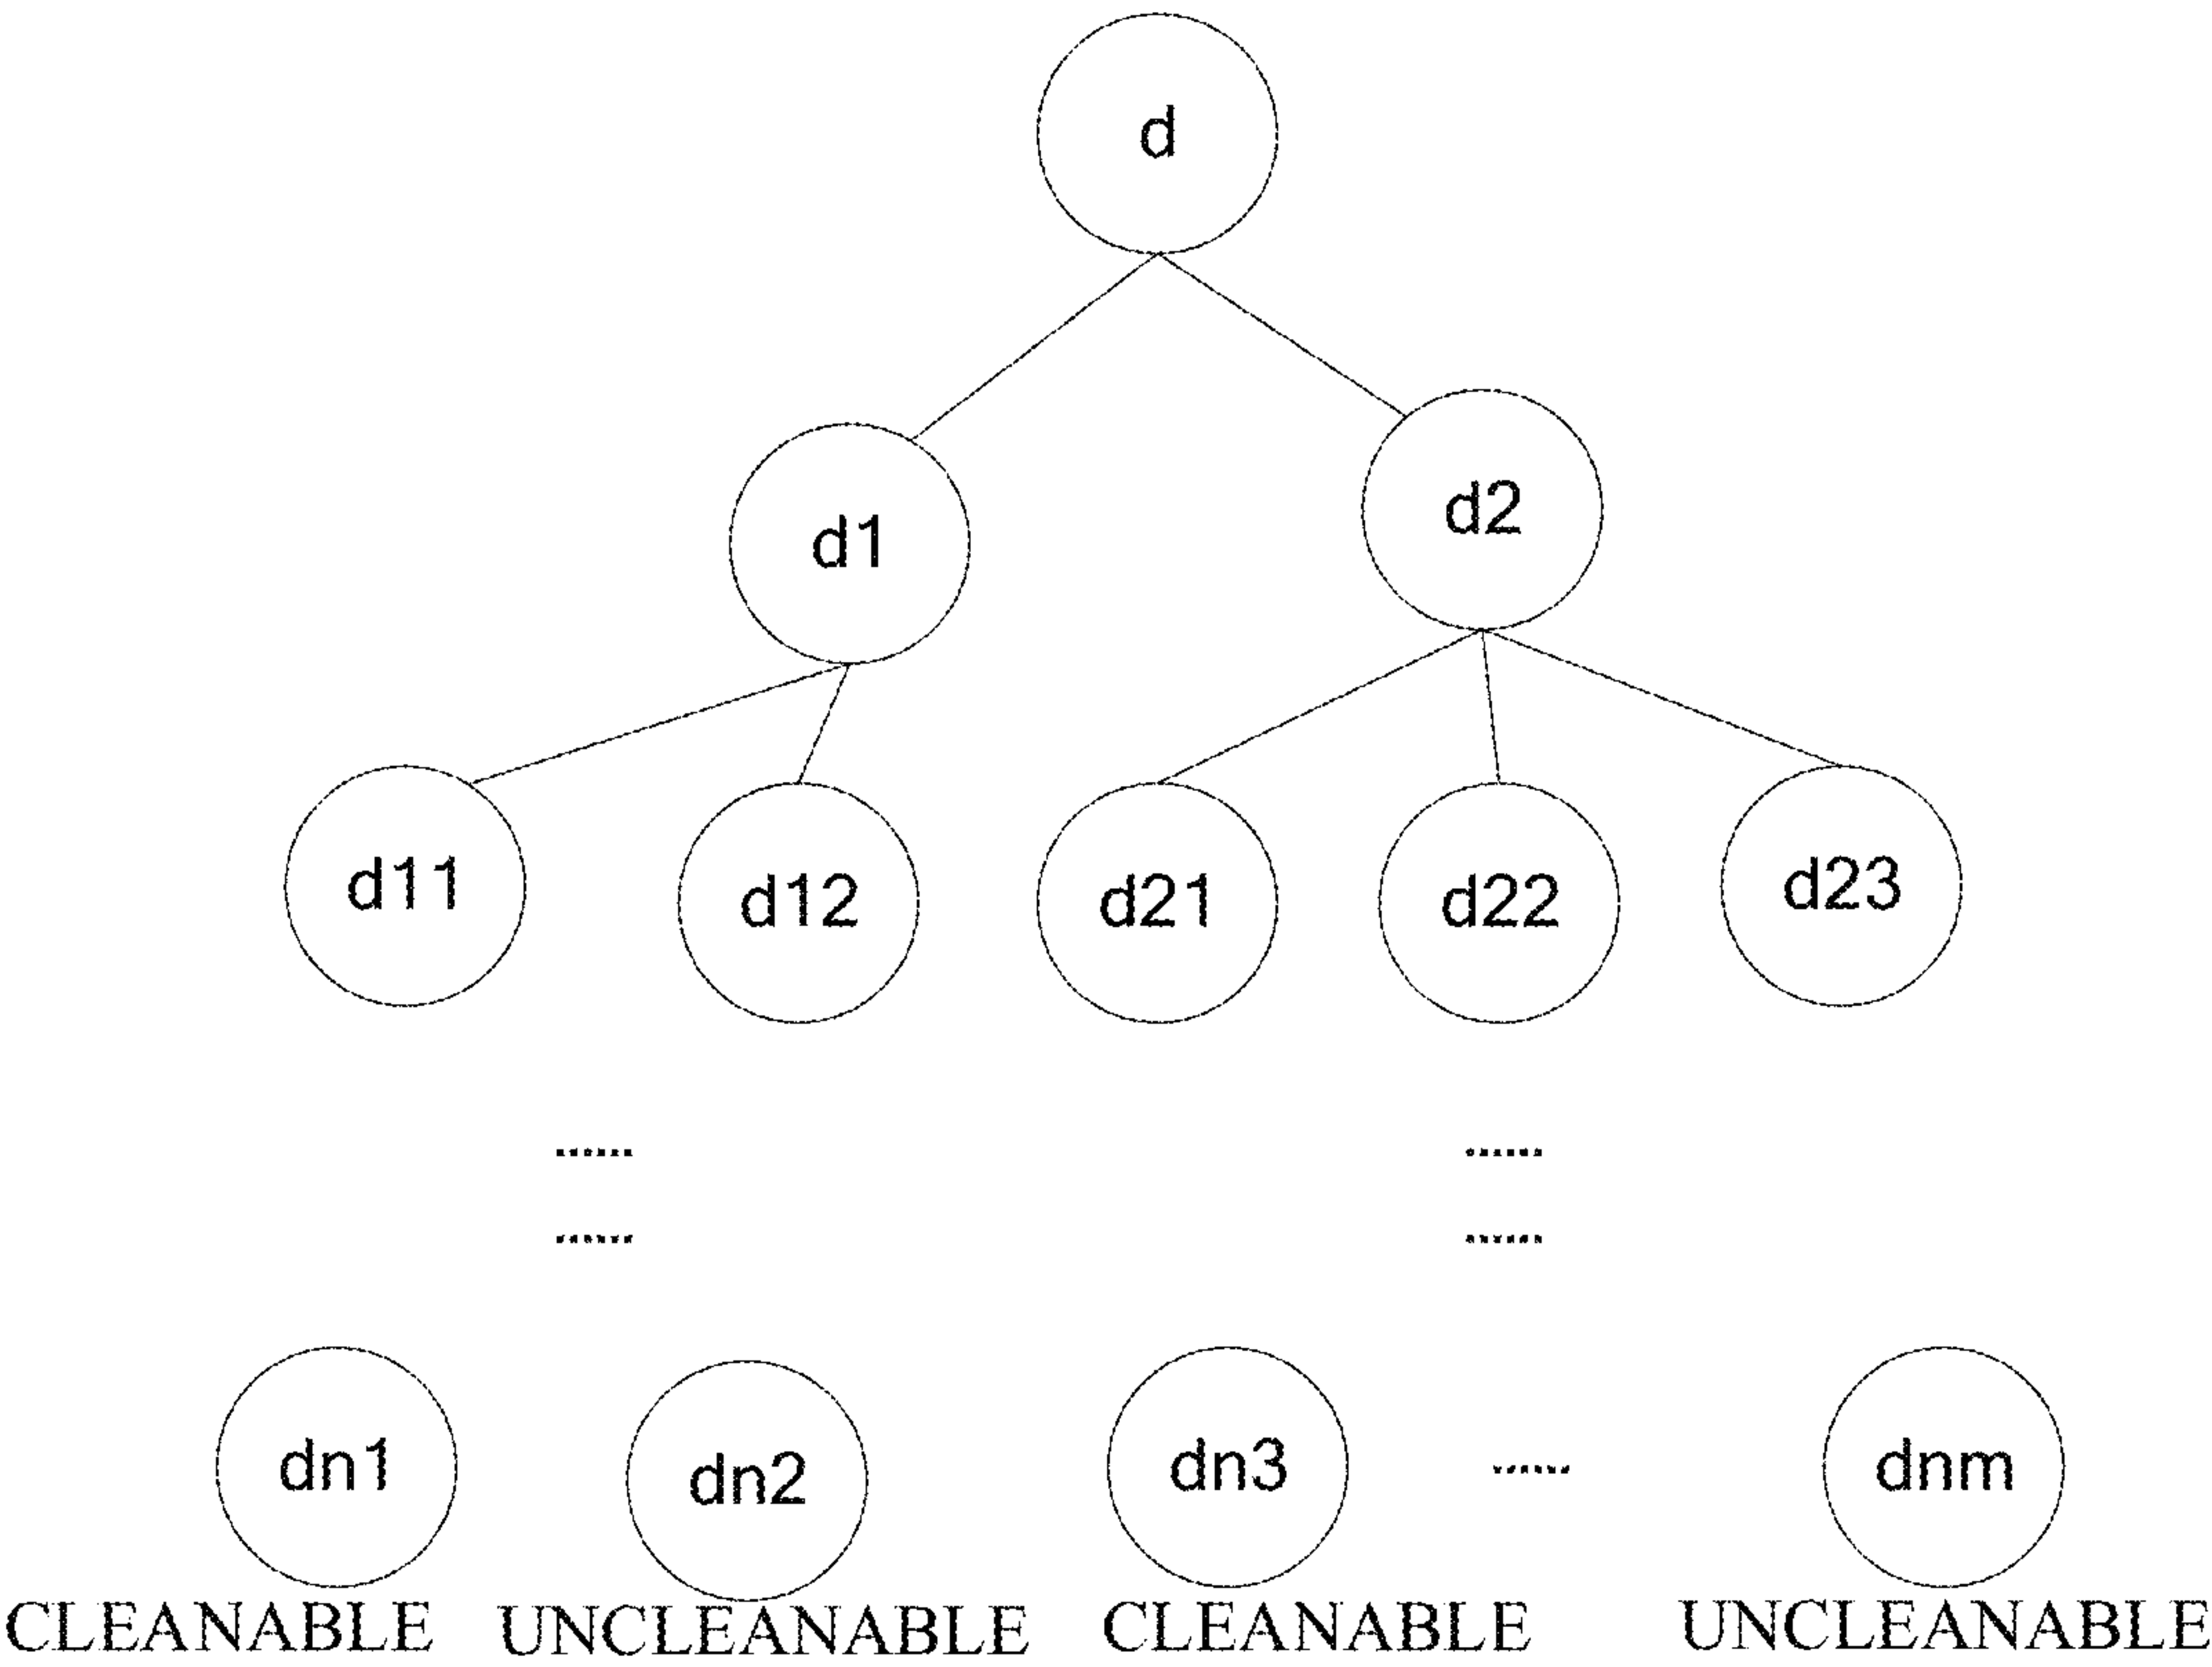 d
d1
d2
d11
d12
d21
d22
d23
...... ......
...... ......
dn1
dn2
dn3
......
dnm
CLEANABLE UNCLEANABLE CLEANABLE UNCLEANABLE